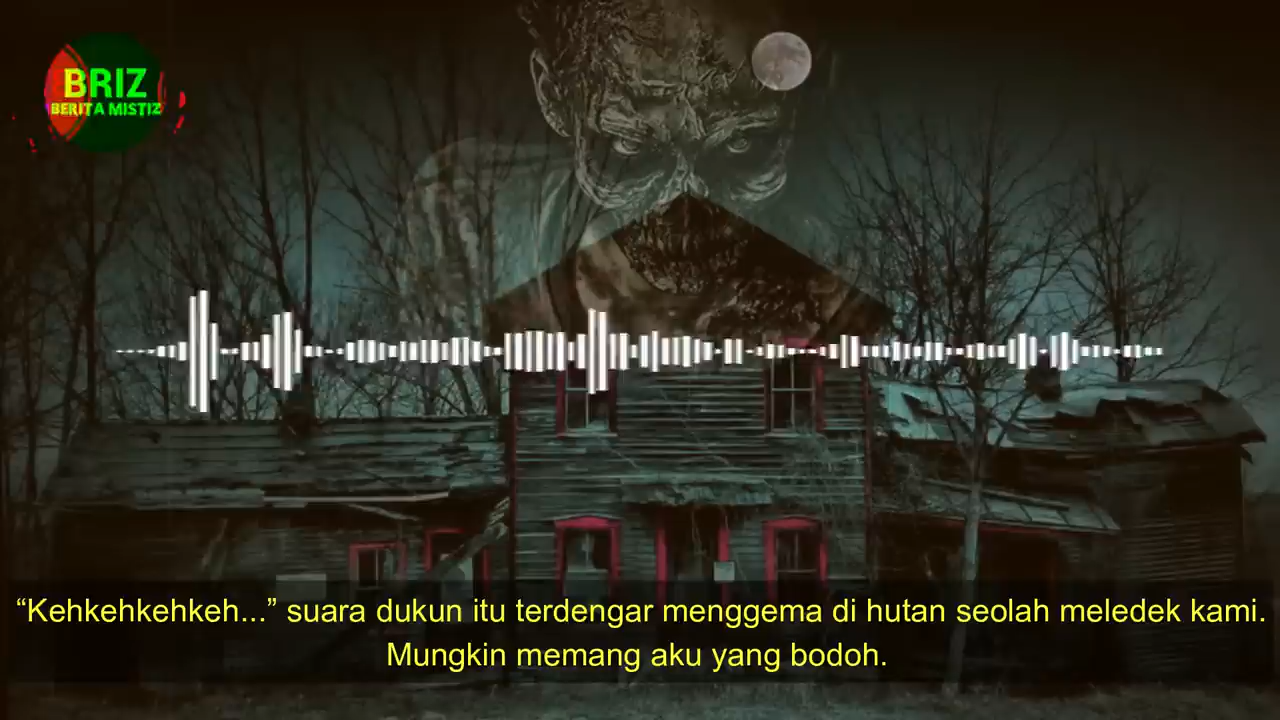 BRIZ
BERITA MISTIZ
“Kehkehkehkeh...” suara dukun itu terdengar menggema di hutan seolah meledek kami.
Mungkin memang aku yang bodoh.